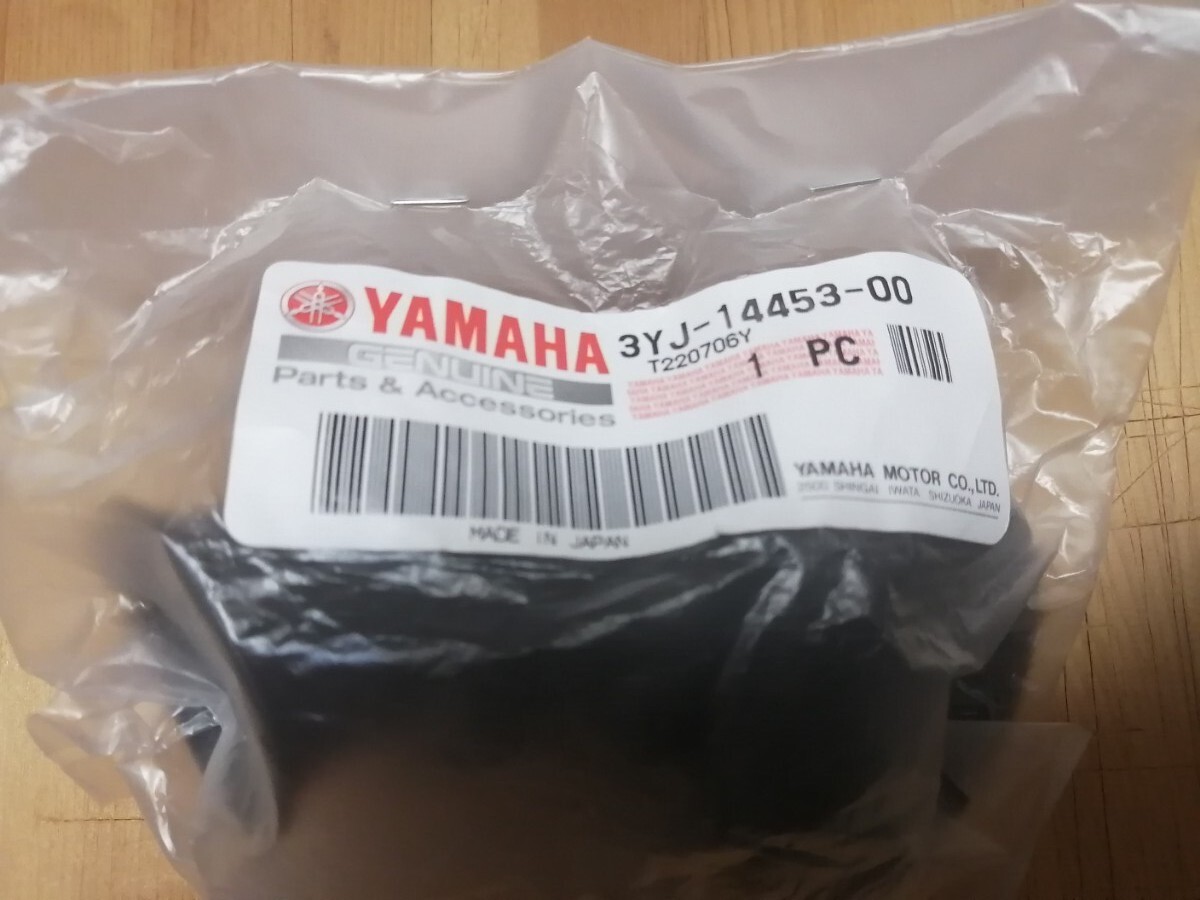 YAMAHA
GENUINE
Parts & Accessories
3YJ-14453-00
T220706Y
1 PC
YAMAHA MOTOR CO.,LTD.
2500 SHINGAI IWATA SHIZUOKA JAPAN
MADE IN JAPAN